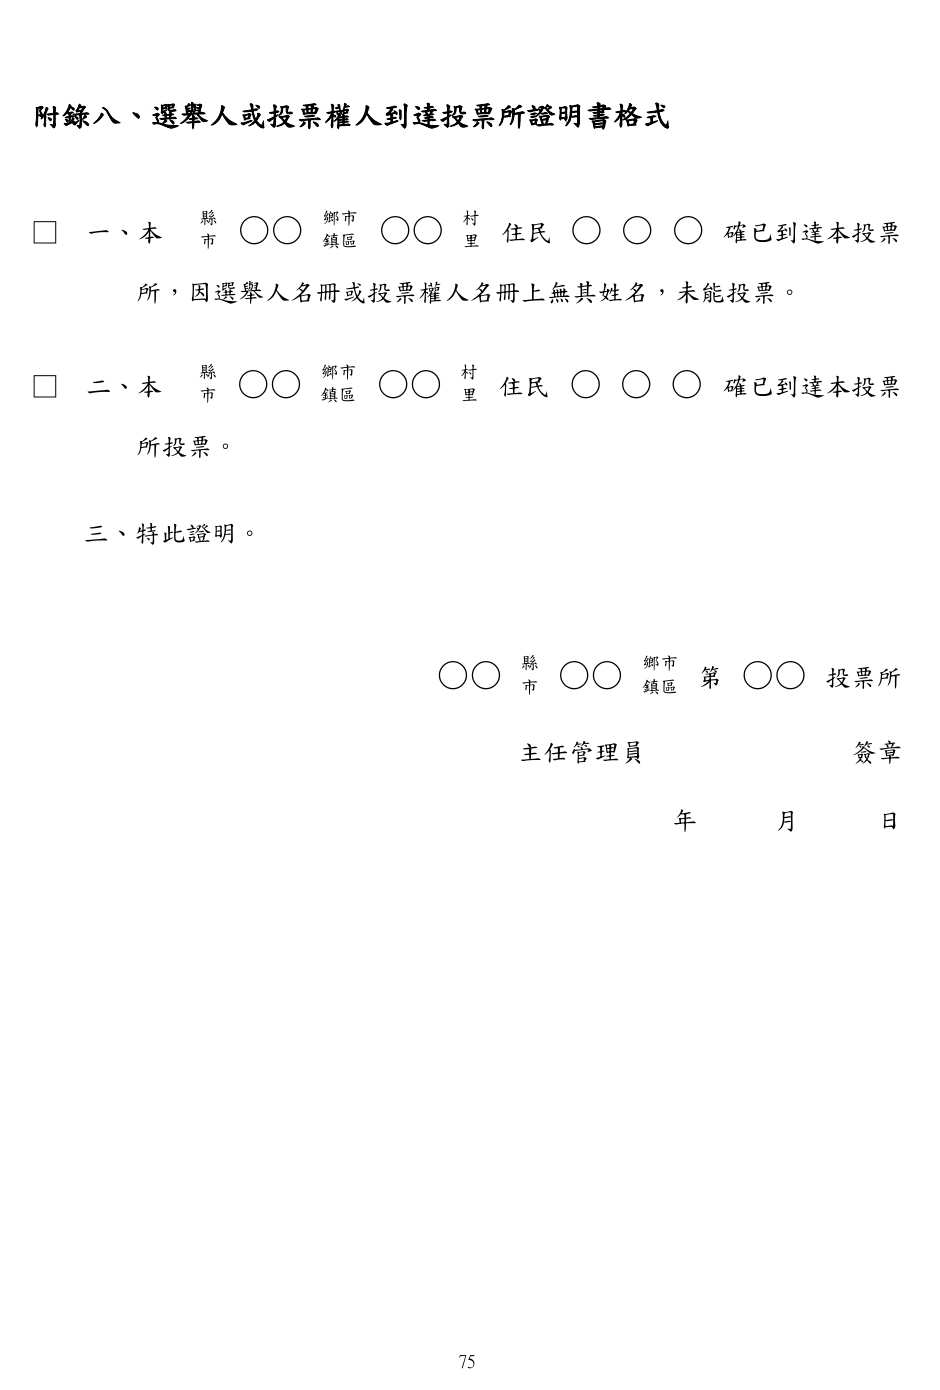 附錄八、選舉人或投票權人到達投票所證明書格式
□ 一、本 縣市 ○○ 鄉市鎮區 ○○ 村里 住民 ○ ○ ○ 確已到達本投票
所，因選舉人名冊或投票權人名冊上無其姓名，未能投票。
□ 二、本 縣市 ○○ 鄉市鎮區 ○○ 村里 住民 ○ ○ ○ 確已到達本投票
所投票。
三、特此證明。
○○ 縣市 ○○ 鄉市鎮區 第 ○○ 投票所
主任管理員 簽章
年 月 日
75